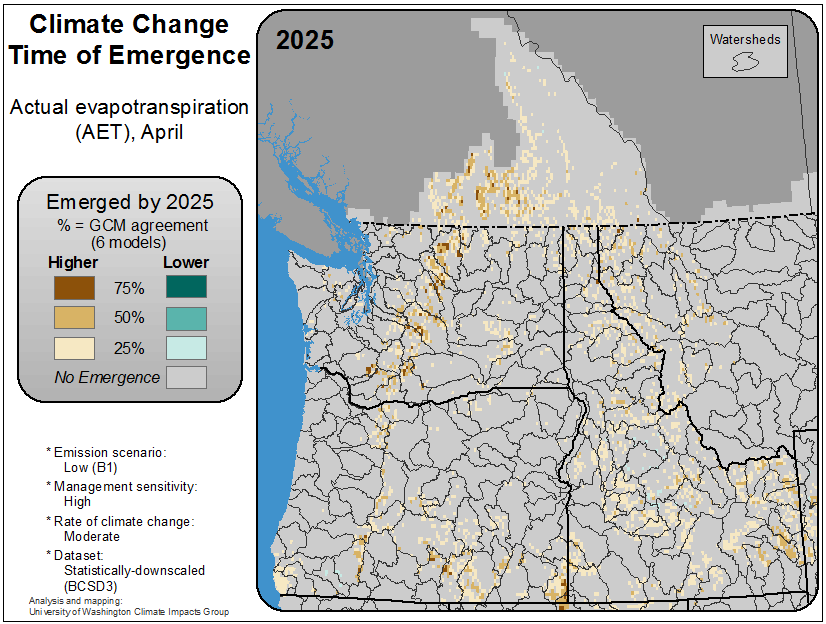 Climate Change
Time of Emergence
Actual evapotranspiration
(AET), April
Emerged by 2025
% = GCM agreement
(6 models)
Higher Lower
75%
50%
25%
No Emergence
* Emission scenario:
Low (B1)
* Management sensitivity:
High
* Rate of climate change:
Moderate
* Dataset:
Statistically-downscaled
(BCSD3)
Analysis and mapping:
University of Washington Climate Impacts Group
2025
Watersheds